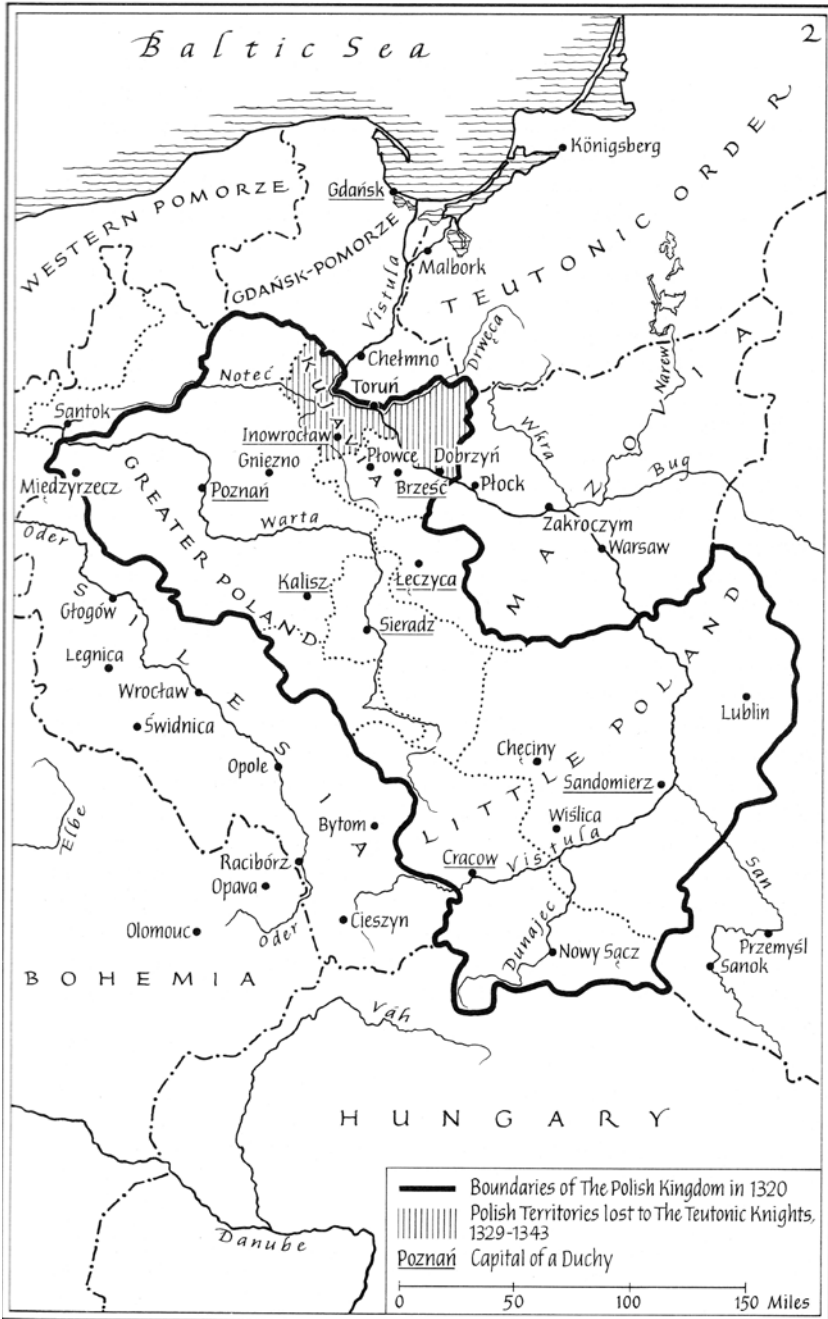 2
Baltic Sea
Königsberg
Gdańsk
WESTERN POMORZE
GDAŃSK-POMORZE
TEUTONIC ORDER
Malbork
Vistula
Drwęca
Chełmno
Narew
Noteć
KUJAVIA
Toruń
Santok
Wkra
MAZOVIA
Inowrocław
Płowce
Dobrzyń
Bug
Gniezno
Międzyrzecz
Poznań
Brześć
Płock
GREATER POLAND
Zakroczym
Oder
Warta
Warsaw
Łęczyca
Głogów
Kalisz
SILESIA
Sieradz
Legnica
Wrocław
Lublin
Świdnica
LITTLE POLAND
Opole
Chęciny
Sandomierz
Elbe
Bytom
Wiślica
Vistula
Racibórz
Cracow
San
Opava
Cieszyn
Dunajec
Olomouc
Oder
Przemyśl
Nowy Sącz
Sanok
BOHEMIA
Váh
HUNGARY
Danube
Boundaries of The Polish Kingdom in 1320
Polish Territories lost to The Teutonic Knights,
1329-1343
Poznań Capital of a Duchy
0 50 100 150 Miles